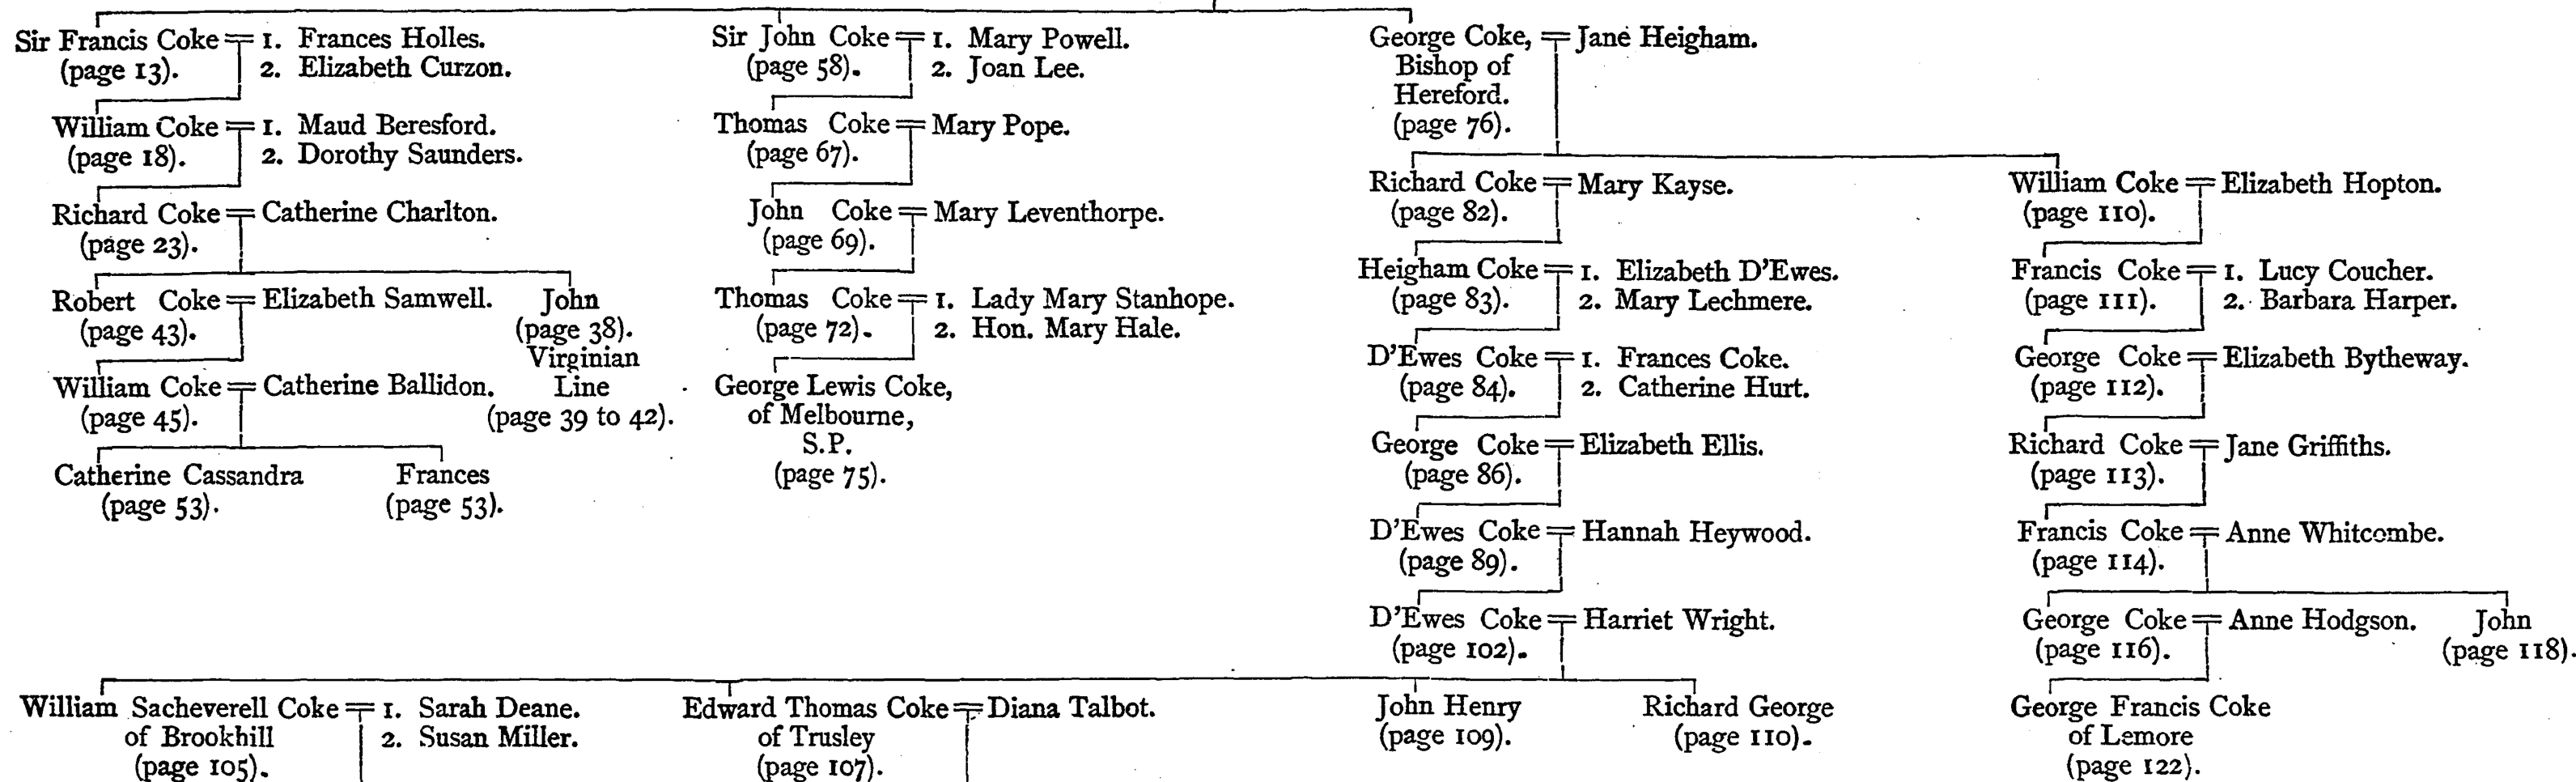 Sir Francis Coke = 1. Frances Holles.
(page 13). 2. Elizabeth Curzon.
William Coke = 1. Maud Beresford.
(page 18). 2. Dorothy Saunders.
Richard Coke = Catherine Charlton.
(page 23).
Robert Coke = Elizabeth Samwell.
(page 43).
John
(page 38).
Virginian
Line
(page 39 to 42).
William Coke = Catherine Ballidon.
(page 45).
Catherine Cassandra
(page 53).
Frances
(page 53).
Sir John Coke = 1. Mary Powell.
(page 58). 2. Joan Lee.
Thomas Coke = Mary Pope.
(page 67).
John Coke = Mary Leventhorpe.
(page 69).
Thomas Coke = 1. Lady Mary Stanhope.
(page 72). 2. Hon. Mary Hale.
George Lewis Coke,
of Melbourne,
S.P.
(page 75).
George Coke, = Jane Heigham.
Bishop of
Hereford.
(page 76).
Richard Coke = Mary Kayse.
(page 82).
Heigham Coke = 1. Elizabeth D'Ewes.
(page 83). 2. Mary Lechmere.
D'Ewes Coke = 1. Frances Coke.
(page 84). 2. Catherine Hurt.
George Coke = Elizabeth Ellis.
(page 86).
D'Ewes Coke = Hannah Heywood.
(page 89).
D'Ewes Coke = Harriet Wright.
(page 102).
William Coke = Elizabeth Hopton.
(page 110).
Francis Coke = 1. Lucy Coucher.
(page 111). 2. Barbara Harper.
George Coke = Elizabeth Bytheway.
(page 112).
Richard Coke = Jane Griffiths.
(page 113).
Francis Coke = Anne Whitcombe.
(page 114).
George Coke = Anne Hodgson.
(page 116).
John
(page 118).
George Francis Coke
of Lemore
(page 122).
William Sacheverell Coke = 1. Sarah Deane.
of Brookhill 2. Susan Miller.
(page 105).
Edward Thomas Coke = Diana Talbot.
of Trusley
(page 107).
John Henry
(page 109).
Richard George
(page 110).